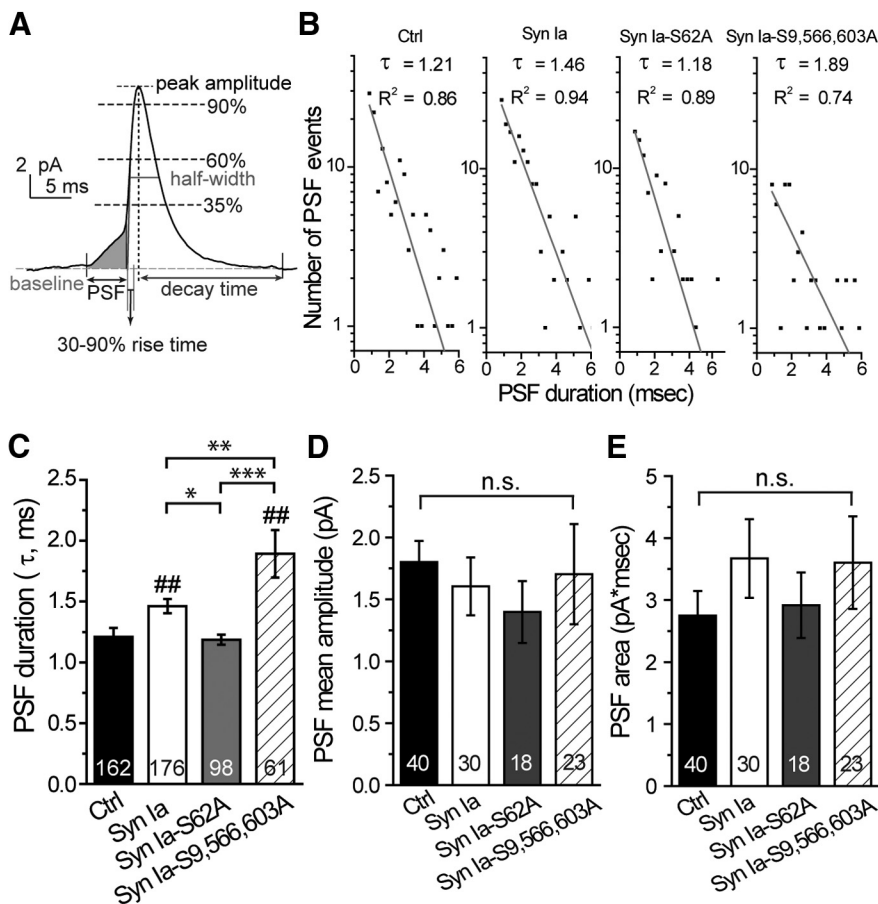 A
peak amplitude
90%
60%
half-width
35%
2 pA
5 ms
baseline
PSF
decay time
30-90% rise time
B
Ctrl
Syn Ia
Syn Ia-S62A
Syn Ia-S9,566,603A
τ = 1.21
τ = 1.46
τ = 1.18
τ = 1.89
R² = 0.86
R² = 0.94
R² = 0.89
R² = 0.74
Number of PSF events
10
1
0 2 4 6
10
1
0 2 4 6
10
1
0 2 4 6
10
1
0 2 4 6
PSF duration (msec)
C
PSF duration ( τ, ms)
2.5
2.0
1.5
1.0
0.5
0.0
**
*
***
##
##
162
176
98
61
Ctrl
Syn Ia
Syn Ia-S62A
Syn Ia-S9,566,603A
D
PSF mean amplitude (pA)
2.5
2.0
1.5
1.0
0.5
0.0
n.s.
40
30
18
23
Ctrl
Syn Ia
Syn Ia-S62A
Syn Ia-S9,566,603A
E
PSF area (pA*msec)
5
4
3
2
1
0
n.s.
40
30
18
23
Ctrl
Syn Ia
Syn Ia-S62A
Syn Ia-S9,566,603A